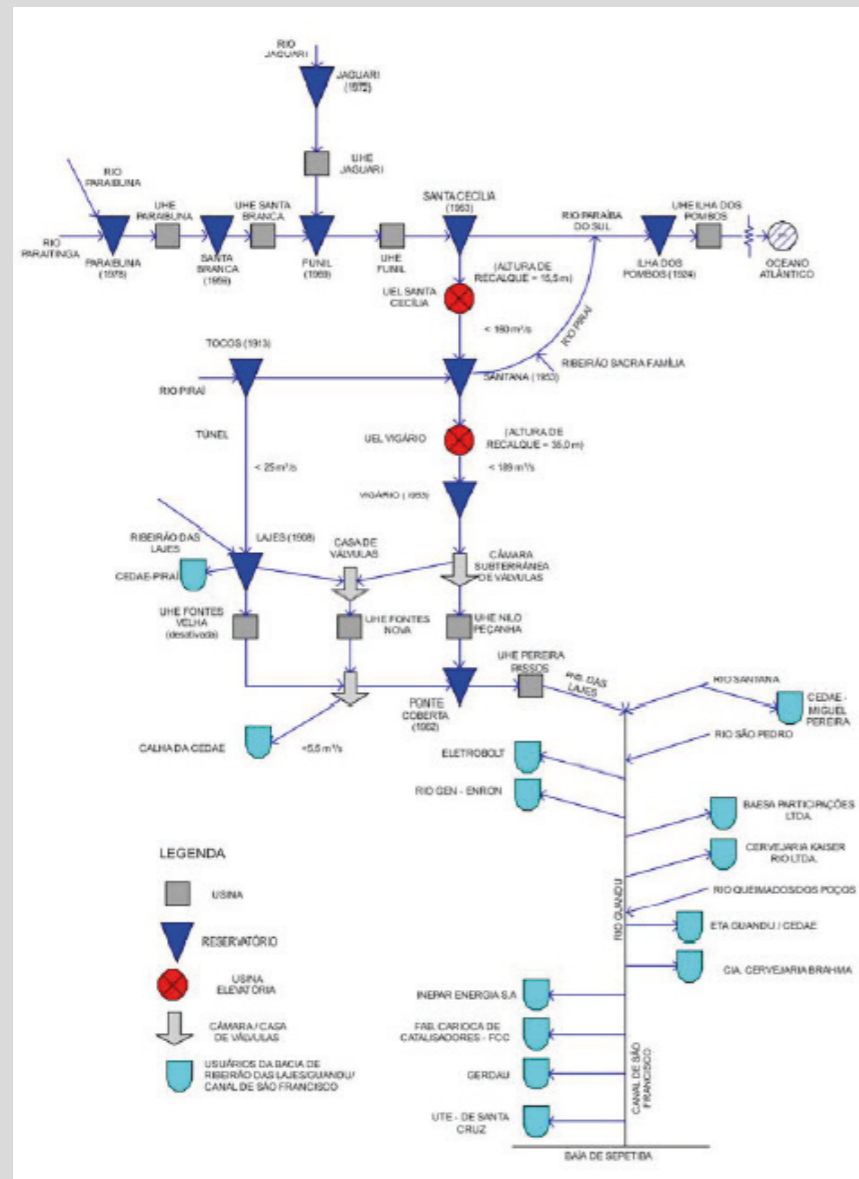 RIO
JAGUARI
JAGUARI
(1972)
UHE
JAGUARI
RIO
PARAIBUNA
UHE
PARAIBUNA
UHE SANTA
BRANCA
SANTA CECÍLIA
(1953)
RIO PARAÍBA
DO SUL
UHE ILHA DOS
POMBOS
RIO
PARAITINGA
PARAIBUNA
(1978)
SANTA
BRANCA
(1959)
FUNIL
(1969)
UHE
FUNIL
ILHA DOS
POMBOS (1924)
OCEANO
ATLÂNTICO
UEL SANTA
CECÍLIA
(ALTURA DE
RECALQUE = 15,5 m)
< 160 m³/s
RIO PIRAÍ
RIBEIRÃO SACRA FAMÍLIA
TOCOS (1913)
RIO PIRAÍ
SANTANA (1953)
TÚNEL
UEL VIGÁRIO
(ALTURA DE
RECALQUE = 35,0 m)
< 25 m³/s
< 189 m³/s
VIGÁRIO (1953)
RIBEIRÃO DAS
LAJES
LAJES (1908)
CASA DE
VÁLVULAS
CÂMARA
SUBTERRÂNEA
DE VÁLVULAS
CEDAE-PIRAÍ
UHE FONTES
VELHA
(desativada)
UHE FONTES
NOVA
UHE NILO
PEÇANHA
UHE PEREIRA
PASSOS
RIB. DAS
LAJES
RIO SANTANA
CEDAE -
MIGUEL
PEREIRA
PONTE
COBERTA
(1962)
CALHA DA CEDAE
<5,5 m³/s
ELETROBOLT
RIO SÃO PEDRO
RIO GEN - ENRON
BAESA PARTICIPAÇÕES
LTDA.
CERVEJARIA KAISER
RIO LTDA.
RIO QUEIMADOS/DOS POÇOS
RIO GUANDU
ETA GUANDU / CEDAE
CIA. CERVEJARIA BRAHMA
INEPAR ENERGIA S.A
FAB. CARIOCA DE
CATALISADORES - FCC
GERDAU
CANAL DE SÃO
FRANCISCO
UTE - DE SANTA
CRUZ
BAÍA DE SEPETIBA
LEGENDA
USINA
RESERVATÓRIO
USINA
ELEVATÓRIA
CÂMARA / CASA
DE VÁLVULAS
USUÁRIOS DA BACIA DE
RIBEIRÃO DAS LAJES/GUANDU/
CANAL DE SÃO FRANCISCO